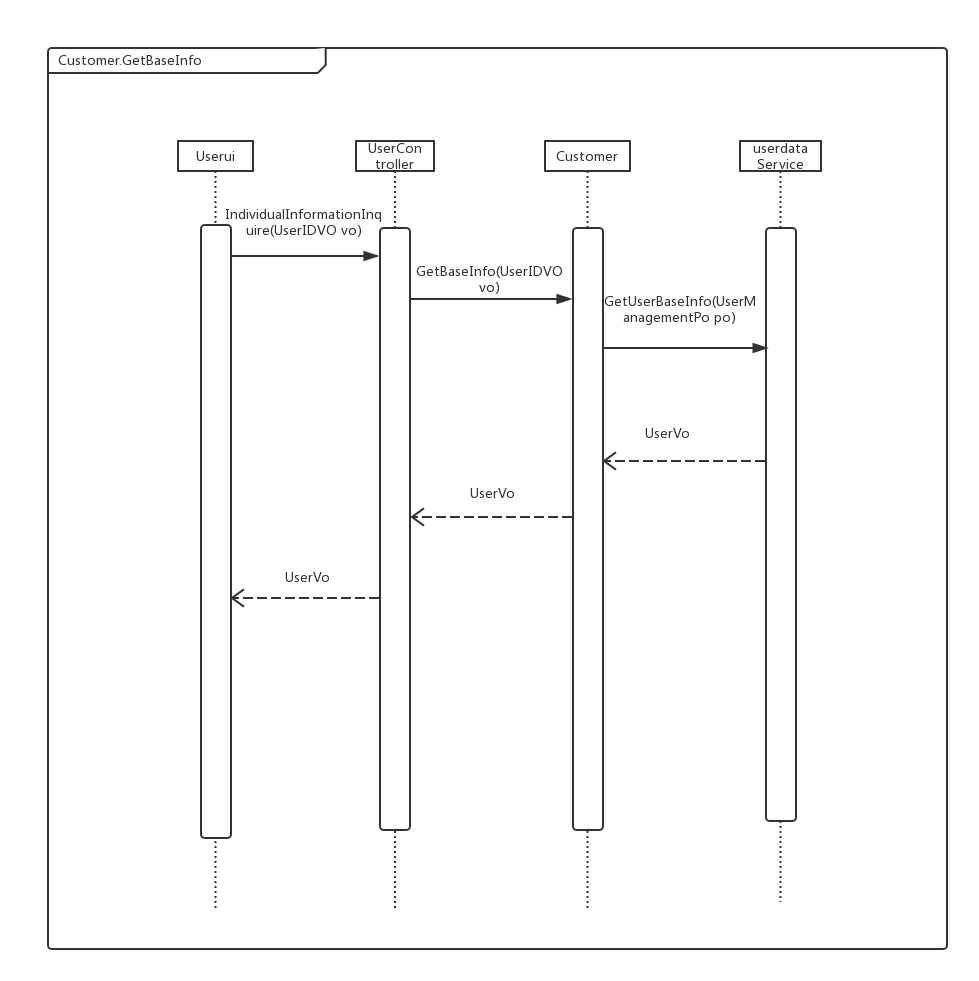 Customer.GetBaseInfo
Userui
UserCon
troller
Customer
userdata
Service
IndividualInformationInq
uire(UserIDVO vo)
GetBaseInfo(UserIDVO
vo)
GetUserBaseInfo(UserM
anagementPo po)
UserVo
UserVo
UserVo